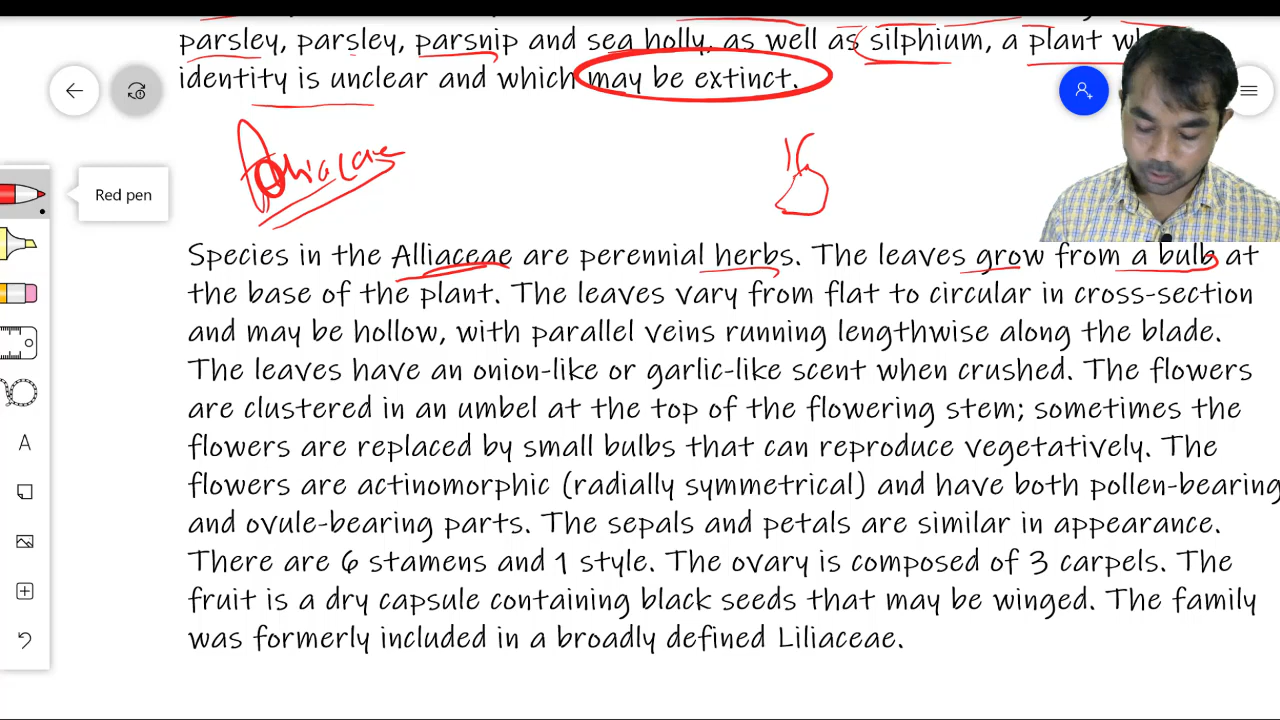 parsley, parsley, parsnip and sea holly, as well as silphium, a plant
identity is unclear and which may be extinct.
Red pen
Species in the Alliaceae are perennial herbs. The leaves grow from a bulb at
the base of the plant. The leaves vary from flat to circular in cross-section
and may be hollow, with parallel veins running lengthwise along the blade.
The leaves have an onion-like or garlic-like scent when crushed. The flowers
are clustered in an umbel at the top of the flowering stem; sometimes the
flowers are replaced by small bulbs that can reproduce vegetatively. The
flowers are actinomorphic (radially symmetrical) and have both pollen-bearing
and ovule-bearing parts. The sepals and petals are similar in appearance.
There are 6 stamens and 1 style. The ovary is composed of 3 carpels. The
fruit is a dry capsule containing black seeds that may be winged. The family
was formerly included in a broadly defined Liliaceae.